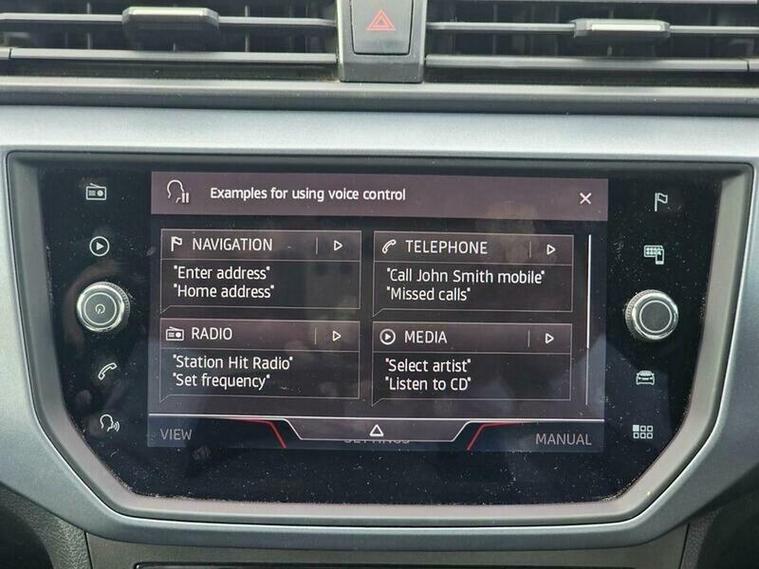 Examples for using voice control
NAVIGATION
"Enter address"
"Home address"
TELEPHONE
"Call John Smith mobile"
"Missed calls"
RADIO
"Station Hit Radio"
"Set frequency"
MEDIA
"Select artist"
"Listen to CD"
VIEW
SETTINGS
MANUAL